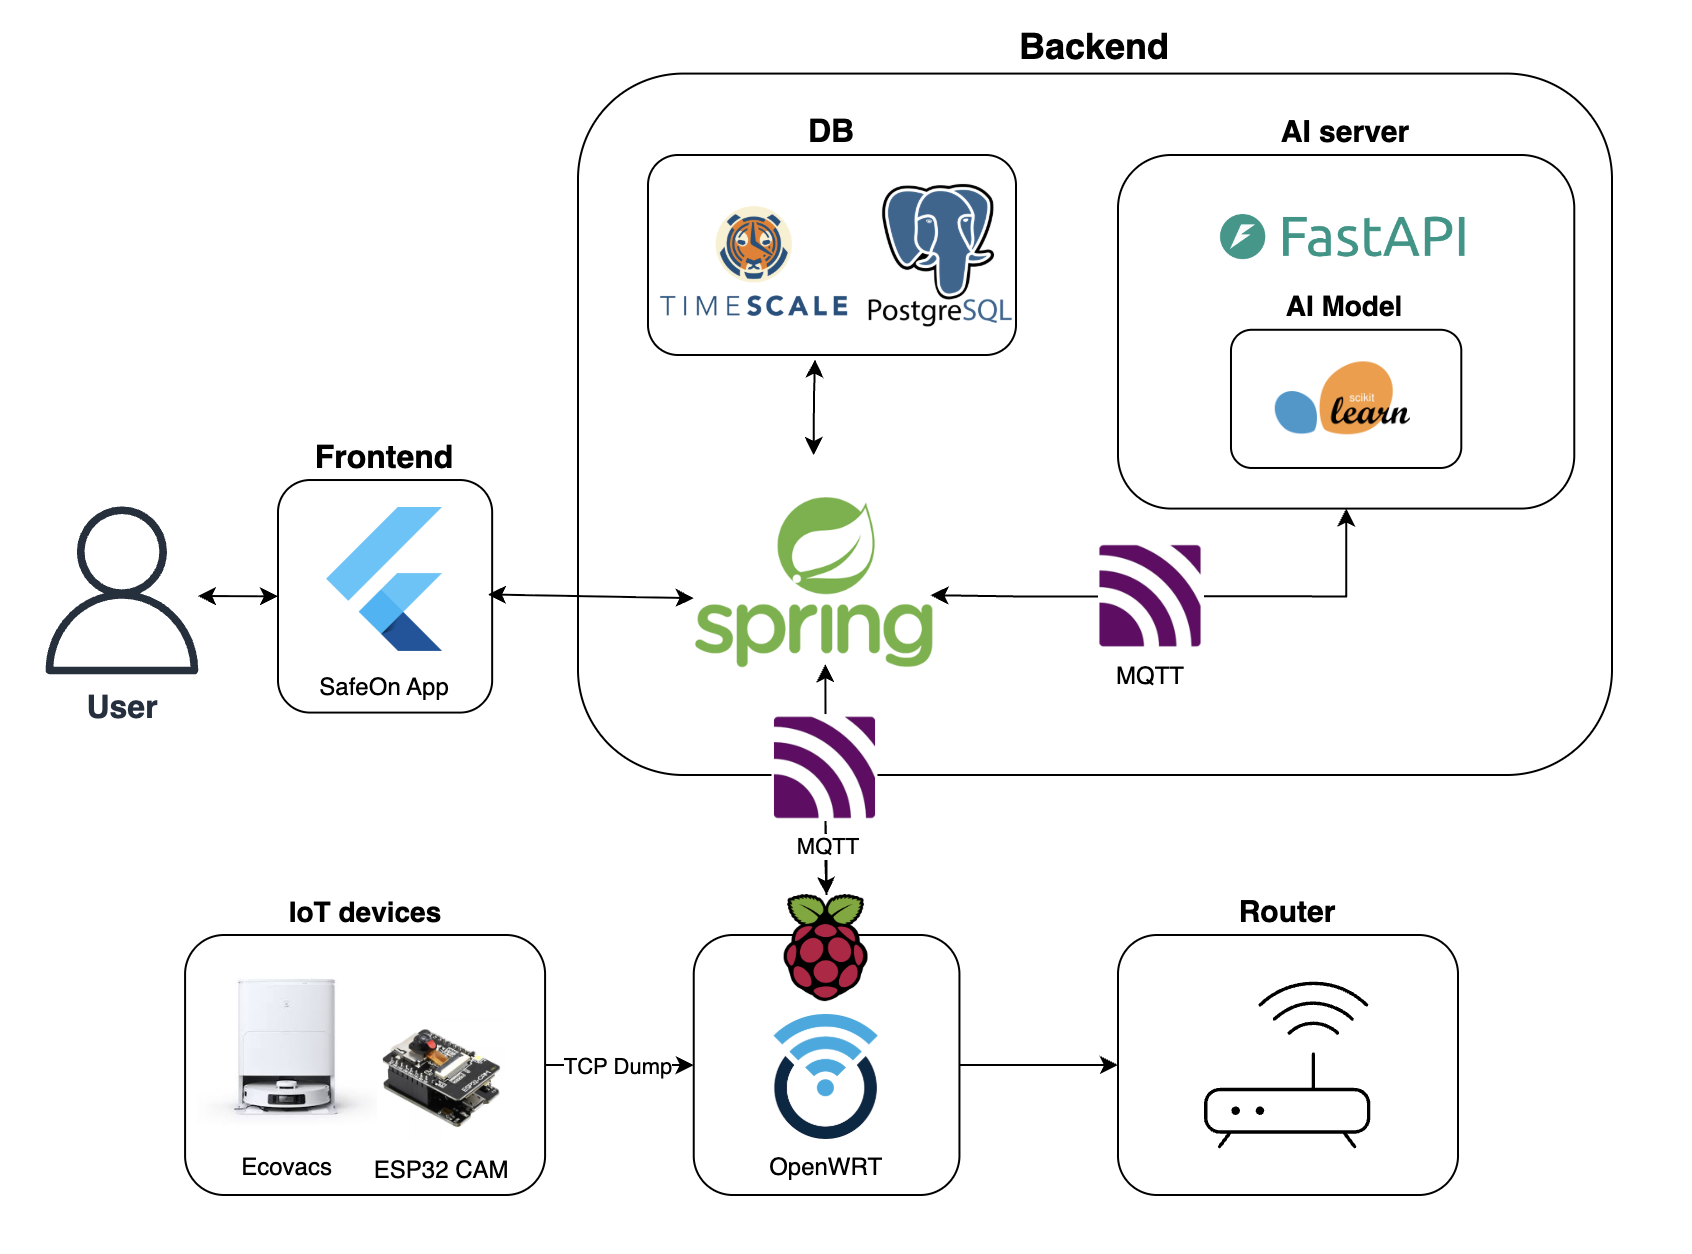 Backend
DB
AI server
TIMESCALE
PostgreSQL
FastAPI
AI Model
scikit
learn
Frontend
SafeOn App
User
spring
MQTT
MQTT
IoT devices
Router
TCP Dump
Ecovacs
ESP32 CAM
OpenWRT